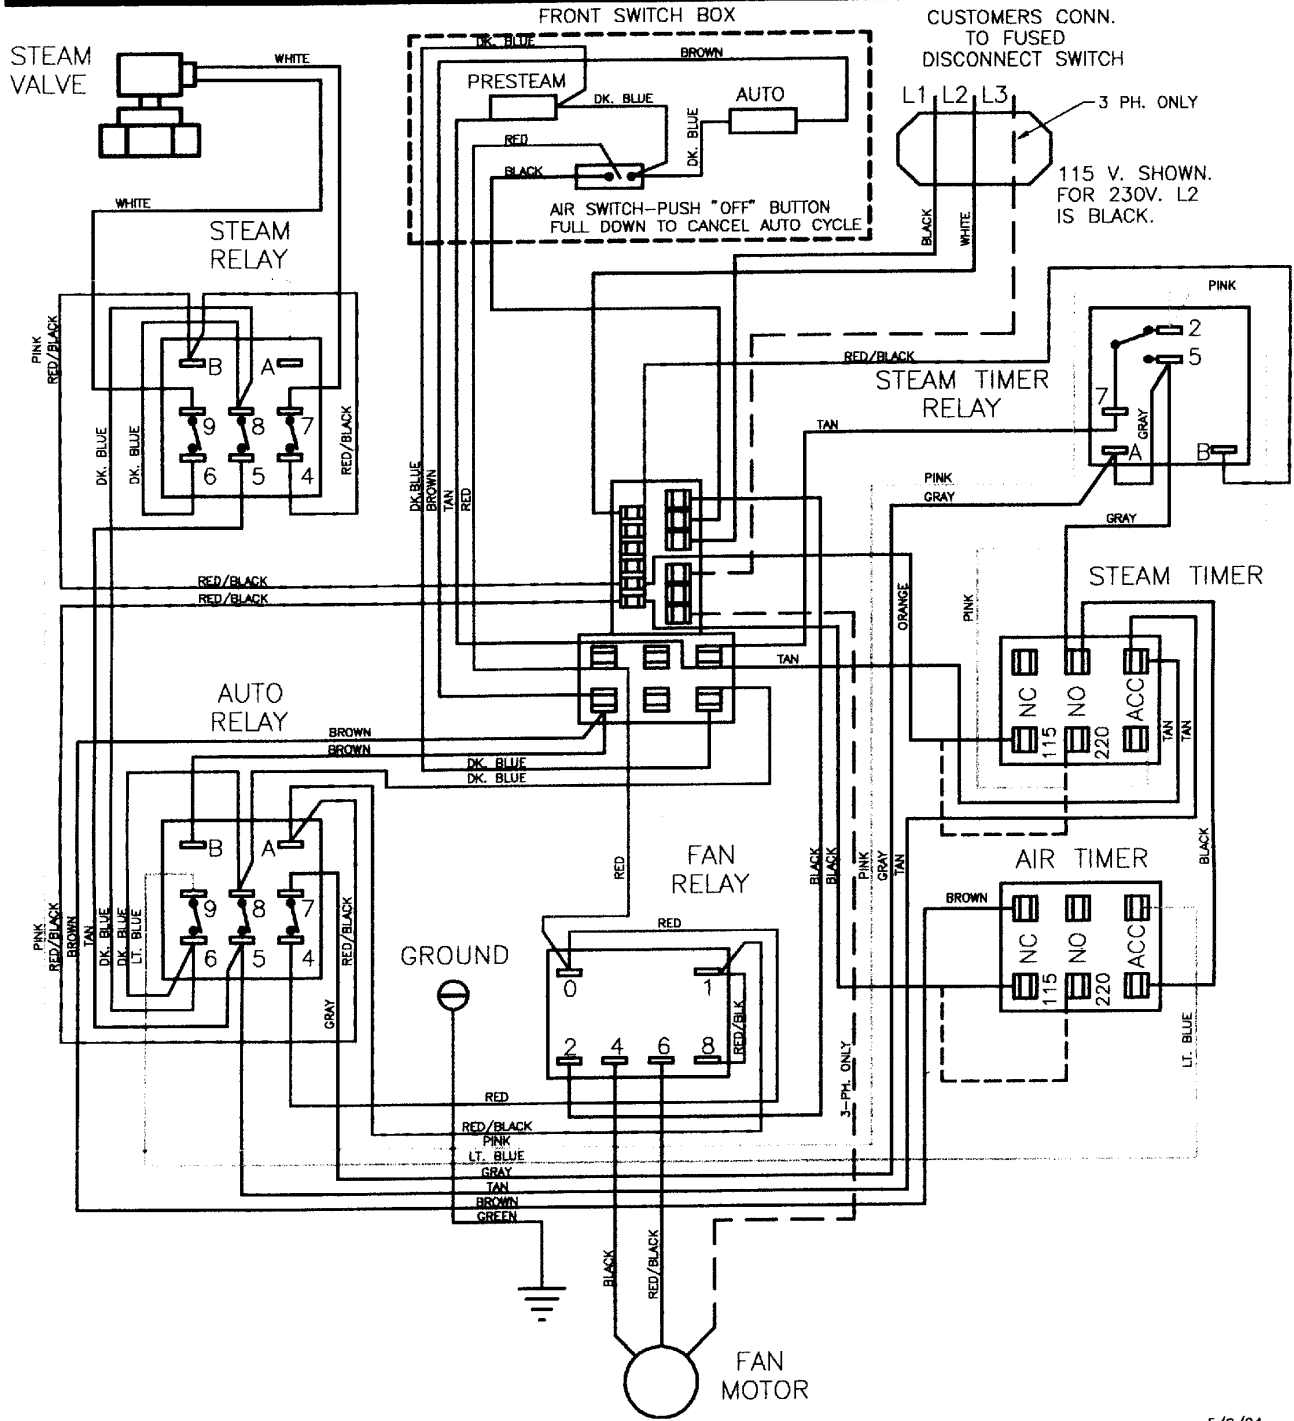 FRONT SWITCH BOX
CUSTOMERS CONN.
TO FUSED
DISCONNECT SWITCH
STEAM
VALVE
WHITE
DK. BLUE
BROWN
PRESTEAM
DK. BLUE
AUTO
L1 L2 L3
3 PH. ONLY
RED
DK. BLUE
BLACK
115 V. SHOWN.
FOR 230V. L2
IS BLACK.
WHITE
AIR SWITCH-PUSH "OFF" BUTTON
FULL DOWN TO CANCEL AUTO CYCLE
BLACK
WHITE
STEAM
RELAY
PINK
PINK
RED/BLACK
B A
9 8 7
6 5 4
DK. BLUE
DK. BLUE
RED/BLACK
RED/BLACK
2
5
7
A
B
GRAY
STEAM TIMER
RELAY
TAN
DK.BLUE
BROWN
TAN
RED
PINK
GRAY
GRAY
RED/BLACK
RED/BLACK
ORANGE
PINK
STEAM TIMER
NC NO ACC
115 220
TAN
TAN
TAN
AUTO
RELAY
BROWN
BROWN
DK. BLUE
DK. BLUE
B A
9 8 7
6 5 4
PINK
RED/BLACK
BROWN
TAN
DK. BLUE
DK. BLUE
LT. BLUE
RED/BLACK
GRAY
RED
FAN
RELAY
BLACK
BLACK
PINK
GRAY
TAN
AIR TIMER
BLACK
BROWN
NC NO ACC
115 220
LT. BLUE
RED
GROUND
0 1
2 4 6 8
RED/BLK
3-PH. ONLY
RED
RED/BLACK
PINK
LT. BLUE
GRAY
TAN
BROWN
GREEN
BLACK
RED/BLACK
FAN
MOTOR